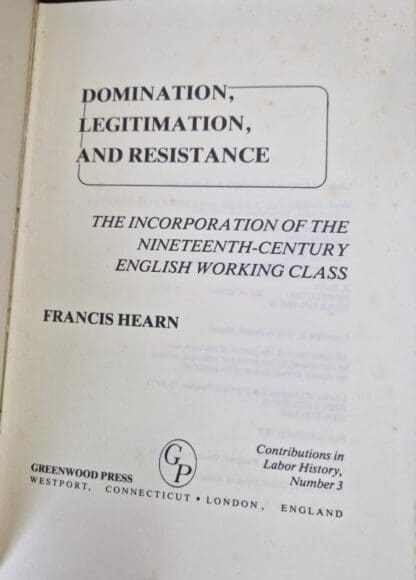 DOMINATION,
LEGITIMATION,
AND RESISTANCE
THE INCORPORATION OF THE
NINETEENTH-CENTURY
ENGLISH WORKING CLASS
FRANCIS HEARN
GP
Contributions in
Labor History,
Number 3
GREENWOOD PRESS
WESTPORT, CONNECTICUT • LONDON, ENGLAND